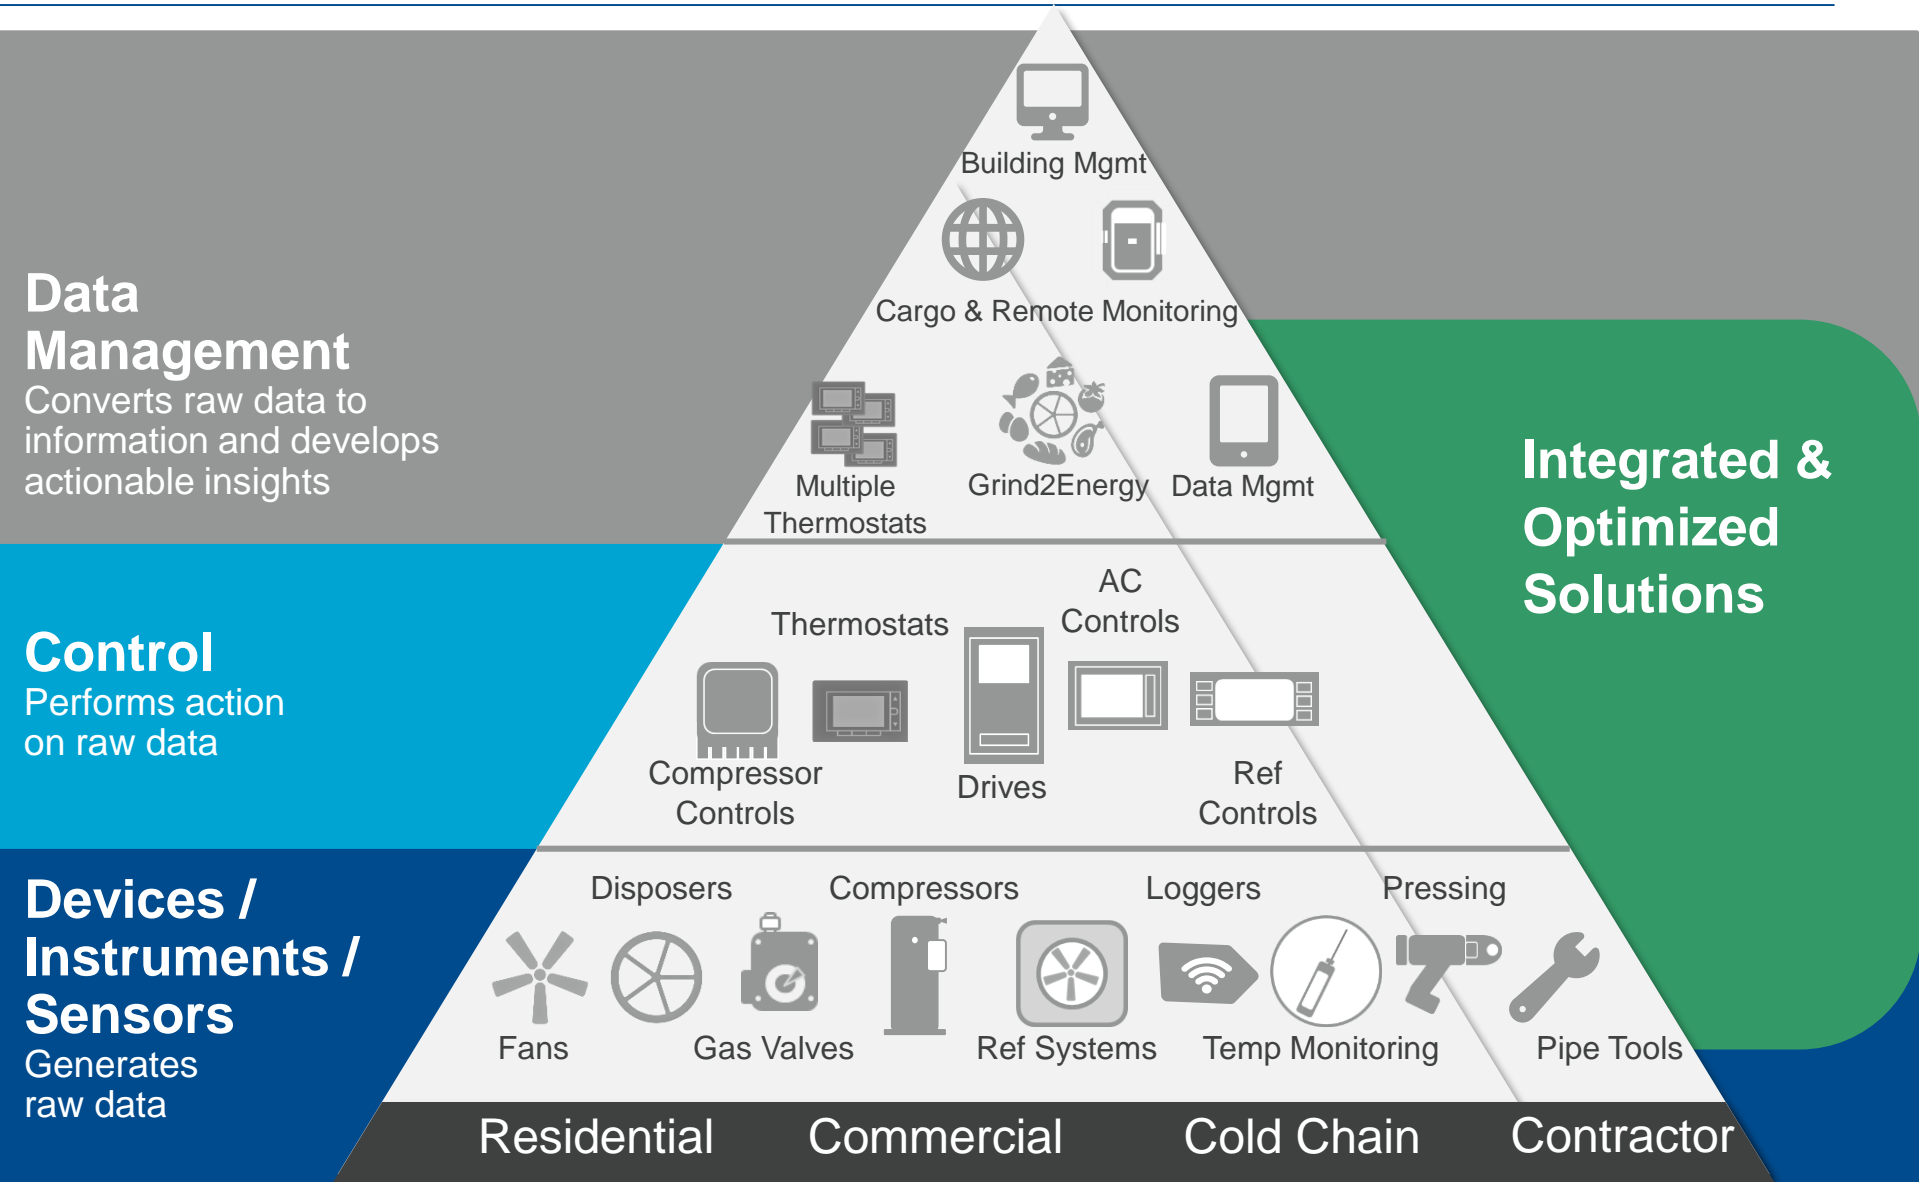 Building Mgmt
Cargo & Remote Monitoring
Data
Management
Converts raw data to
information and develops
actionable insights
Multiple
Thermostats
Grind2Energy
Data Mgmt
Integrated &
Optimized
Solutions
Control
Performs action
on raw data
Thermostats
AC
Controls
Compressor
Controls
Drives
Ref
Controls
Devices /
Instruments /
Sensors
Generates
raw data
Disposers
Compressors
Loggers
Pressing
Fans
Gas Valves
Ref Systems
Temp Monitoring
Pipe Tools
Residential
Commercial
Cold Chain
Contractor